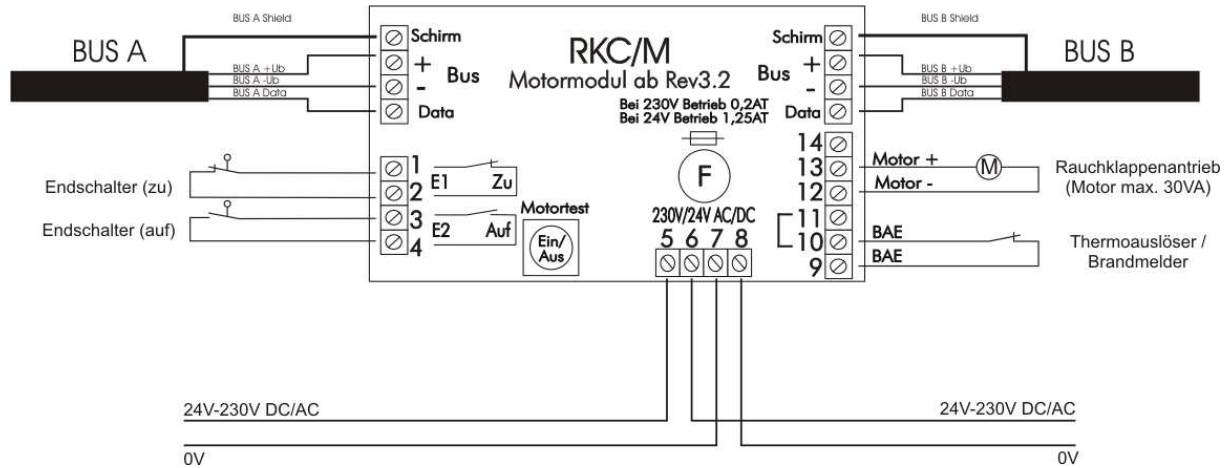 BUS A Shield
BUS B Shield
BUS A
BUS B
Schirm
RKC/M
Schirm
BUS A +Ub
BUS A -Ub
BUS A Data
+
-
Bus
Motormodul ab Rev3.2
Bus
+
-
BUS B +Ub
BUS B -Ub
BUS B Data
Data
Bei 230V Betrieb 0,2AT
Bei 24V Betrieb 1,25AT
Data
14
Endschalter (zu)
1
2
E1
Zu
F
13
12
Motor +
Motor -
M
Rauchklappenantrieb
(Motor max. 30VA)
Endschalter (auf)
3
4
E2
Auf
Motortest
Ein/
Aus
230V/24V AC/DC
5 6 7 8
11
10
9
BAE
BAE
Thermoauslöser /
Brandmelder
24V-230V DC/AC
24V-230V DC/AC
0V
0V